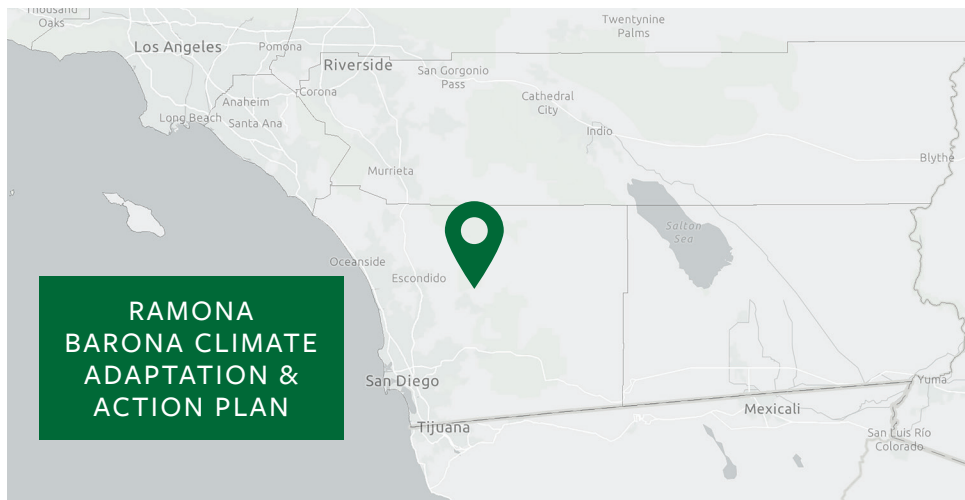 Thousand
Oaks
Los Angeles
Pomona
Riverside
San Gorgonio
Pass
Twentynine
Palms
Corona
Anaheim
Long Beach
Santa Ana
Cathedral
City
Indio
Blythe
Murrieta
Salton
Sea
Oceanside
Escondido
RAMONA
BARONA CLIMATE
ADAPTATION &
ACTION PLAN
San Diego
Tijuana
Mexicali
Yuma
San Luis Río
Colorado